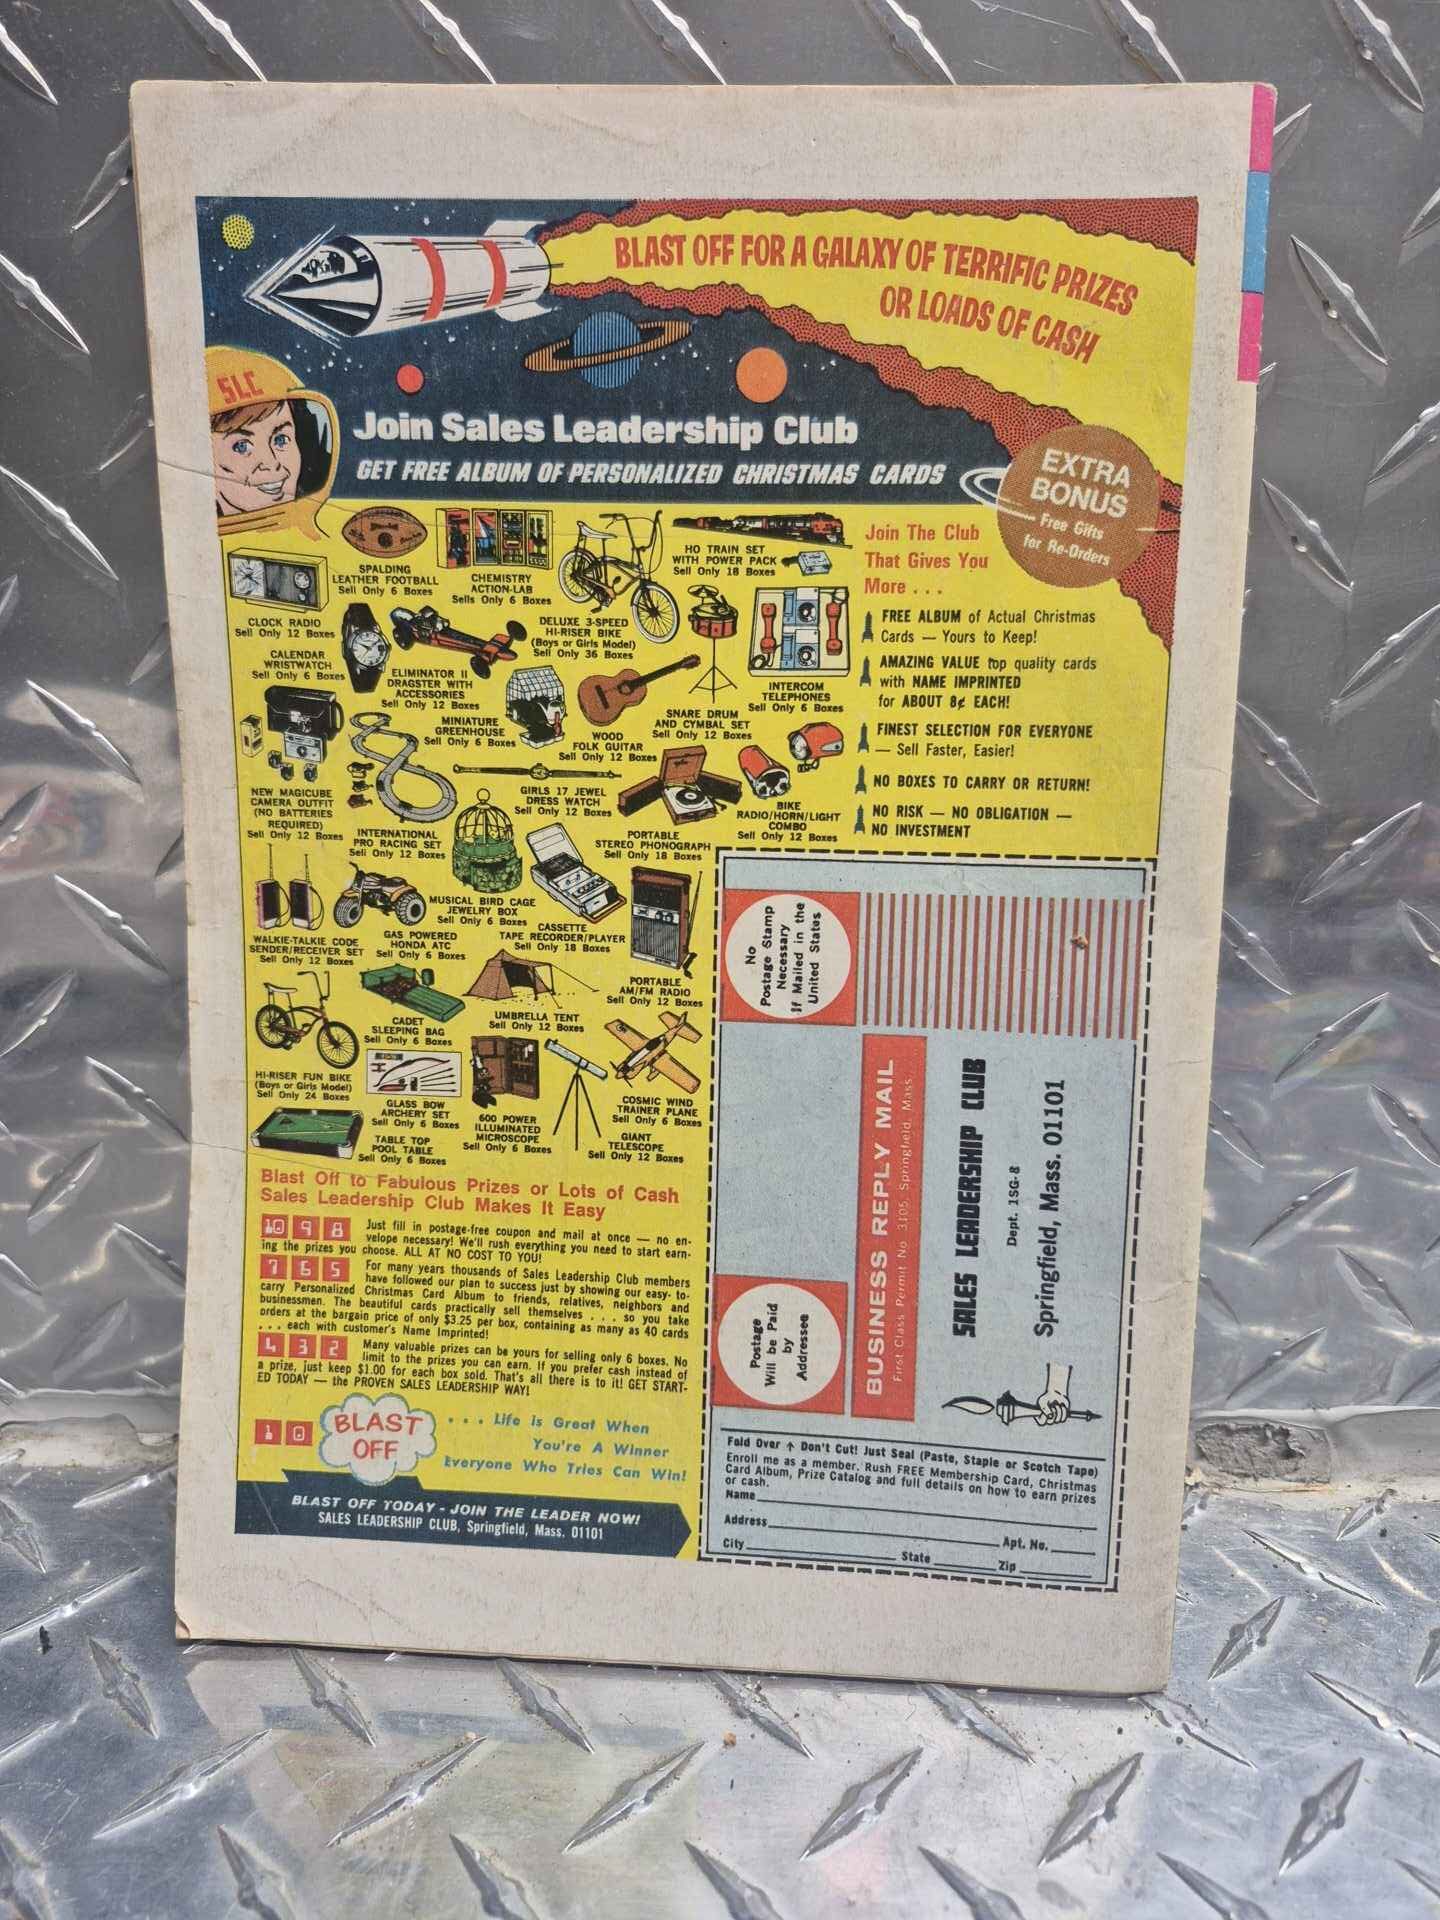 BLAST OFF FOR A GALAXY OF TERRIFIC PRIZES
OR LOADS OF CASH
SLC
Join Sales Leadership Club
GET FREE ALBUM OF PERSONALIZED CHRISTMAS CARDS
EXTRA
BONUS
Free Gifts
for Re-Orders
SPALDING
LEATHER FOOTBALL
Sell Only 6 Boxes
CHEMISTRY
ACTION-LAB
Sells Only 6 Boxes
HO TRAIN SET
WITH POWER PACK
Sell Only 18 Boxes
CLOCK RADIO
Sell Only 12 Boxes
DELUXE 3-SPEED
HI-RISER BIKE
(Boys or Girls Model)
Sell Only 36 Boxes
CALENDAR
WRISTWATCH
Sell Only 6 Boxes
ELIMINATOR II
DRAGSTER WITH
ACCESSORIES
Sell Only 12 Boxes
INTERCOM
TELEPHONES
Sell Only 6 Boxes
MINIATURE
GREENHOUSE
Sell Only 6 Boxes
WOOD
FOLK GUITAR
Sell Only 12 Boxes
SNARE DRUM
AND CYMBAL SET
Sell Only 12 Boxes
NEW MAGICUBE
CAMERA OUTFIT
(NO BATTERIES
REQUIRED)
Sell Only 12 Boxes
GIRLS 17 JEWEL
DRESS WATCH
Sell Only 12 Boxes
BIKE
RADIO/HORN/LIGHT
COMBO
Sell Only 12 Boxes
INTERNATIONAL
PRO RACING SET
Sell Only 12 Boxes
PORTABLE
STEREO PHONOGRAPH
Sell Only 18 Boxes
MUSICAL BIRD CAGE
JEWELRY BOX
Sell Only 6 Boxes
WALKIE-TALKIE CODE
SENDER/RECEIVER SET
Sell Only 12 Boxes
GAS POWERED
HONDA ATC
Sell Only 6 Boxes
CASSETTE
TAPE RECORDER/PLAYER
Sell Only 18 Boxes
PORTABLE
AM/FM RADIO
Sell Only 12 Boxes
CADET
SLEEPING BAG
Sell Only 6 Boxes
UMBRELLA TENT
Sell Only 12 Boxes
HI-RISER FUN BIKE
(Boys or Girls Model)
Sell Only 24 Boxes
GLASS BOW
ARCHERY SET
Sell Only 6 Boxes
600 POWER
ILLUMINATED
MICROSCOPE
Sell Only 6 Boxes
COSMIC WIND
TRAINER PLANE
Sell Only 6 Boxes
TABLE TOP
POOL TABLE
Sell Only 6 Boxes
GIANT
TELESCOPE
Sell Only 12 Boxes
Join The Club
That Gives You
More . . .
FREE ALBUM of Actual Christmas
Cards — Yours to Keep!
AMAZING VALUE top quality cards
with NAME IMPRINTED
for ABOUT 8¢ EACH!
FINEST SELECTION FOR EVERYONE
— Sell Faster, Easier!
NO BOXES TO CARRY OR RETURN!
NO RISK — NO OBLIGATION —
NO INVESTMENT
Blast Off to Fabulous Prizes or Lots of Cash
Sales Leadership Club Makes It Easy
10 9 8 Just fill in postage-free coupon and mail at once — no en-
velope necessary! We'll rush everything you need to start earn-
ing the prizes you choose. ALL AT NO COST TO YOU!
7 6 5 For many years thousands of Sales Leadership Club members
have followed our plan to success just by showing our easy-to-
carry Personalized Christmas Card Album to friends, relatives, neighbors and
businessmen. The beautiful cards practically sell themselves . . . so you take
orders at the bargain price of only $3.25 per box, containing as many as 40 cards
. . . each with customer's Name Imprinted!
4 3 2 Many valuable prizes can be yours for selling only 6 boxes. No
limit to the prizes you can earn. If you prefer cash instead of
a prize, just keep $1.00 for each box sold. That's all there is to it! GET START-
ED TODAY — the PROVEN SALES LEADERSHIP WAY!
1 0 BLAST
OFF
. . . Life is Great When
You're A Winner
Everyone Who Tries Can Win!
BLAST OFF TODAY - JOIN THE LEADER NOW!
SALES LEADERSHIP CLUB, Springfield, Mass. 01101
No
Postage Stamp
Necessary
If Mailed in the
United States
Postage
Will be Paid
by
Addressee
BUSINESS REPLY MAIL
First Class Permit No 3105, Springfield, Mass.
SALES LEADERSHIP CLUB
Dept. 1SG-8
Springfield, Mass. 01101
Fold Over ↑ Don't Cut! Just Seal (Paste, Staple or Scotch Tape)
Enroll me as a member. Rush FREE Membership Card, Christmas
Card Album, Prize Catalog and full details on how to earn prizes
or cash.
Name
Address
Apt. No.
City State Zip